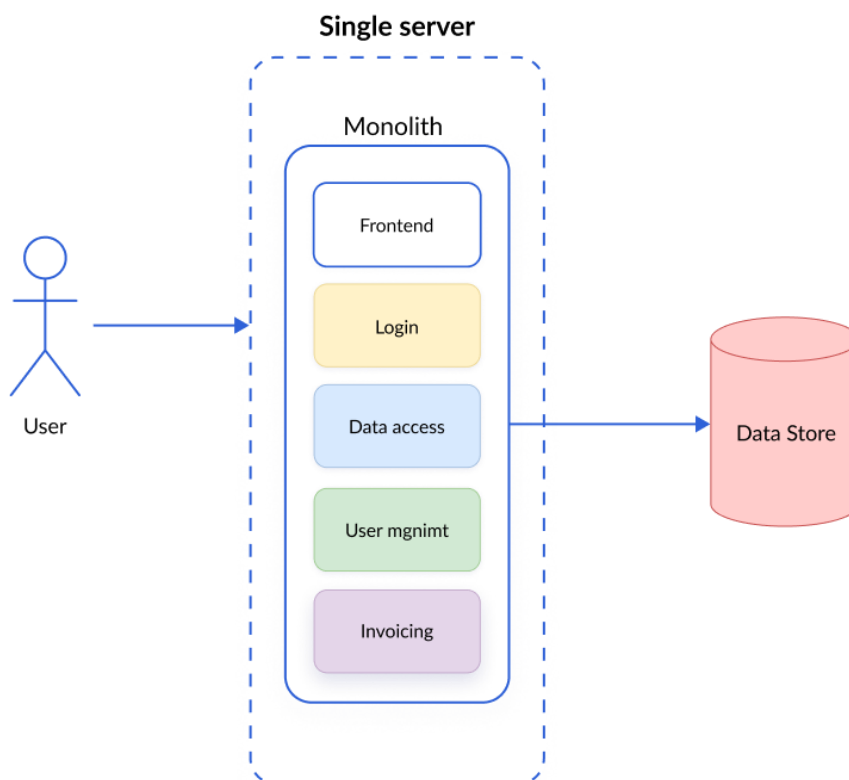 Single server
Monolith
Frontend
Login
User
Data access
Data Store
User mgnimt
Invoicing